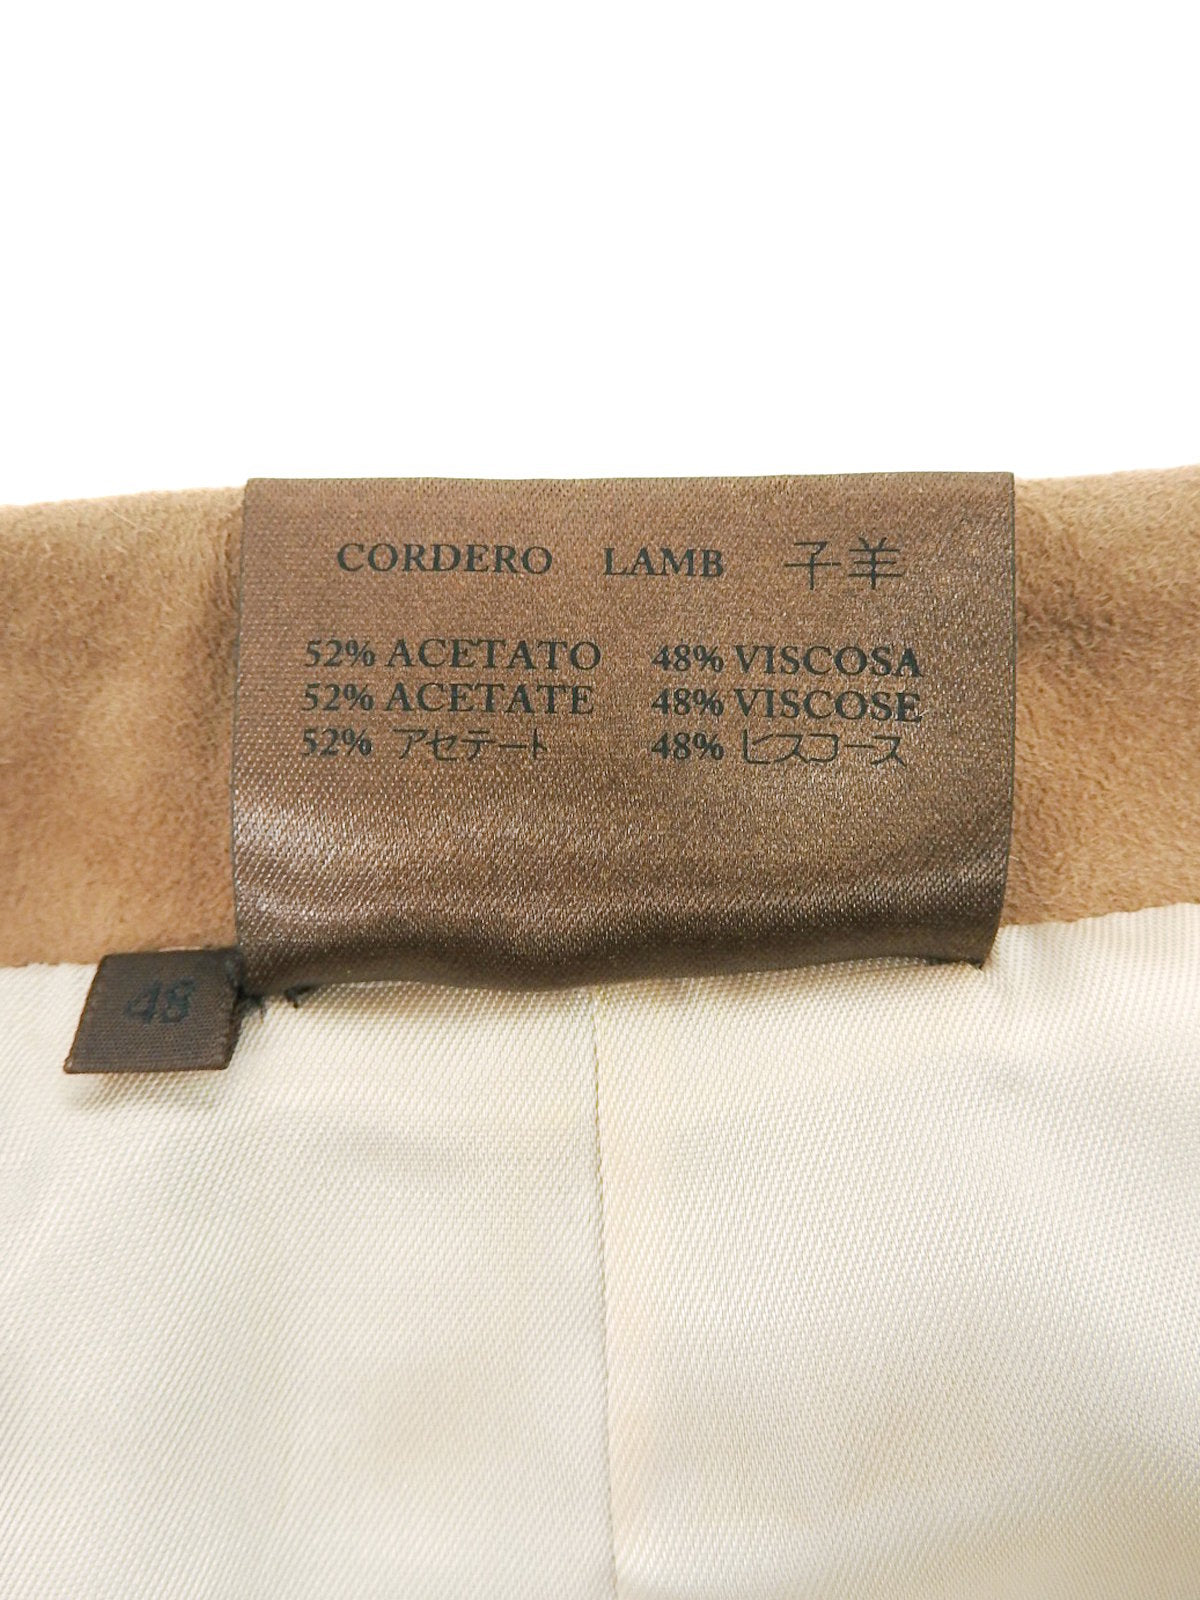 CORDERO LAMB 子羊
52% ACETATO 48% VISCOSA
52% ACETATE 48% VISCOSE
52% アセテート 48% ビスコース
48